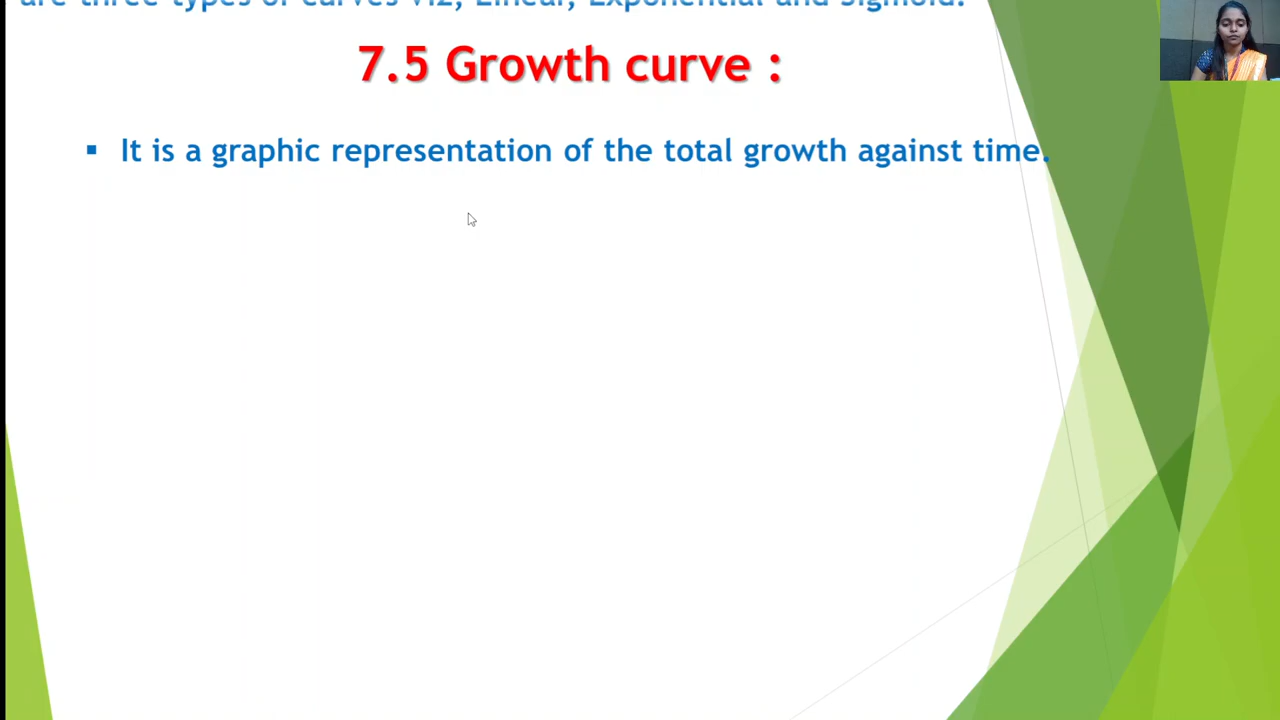 are three types of curves viz, Linear, Exponential and Sigmoid.
7.5 Growth curve :
▪ It is a graphic representation of the total growth against time.